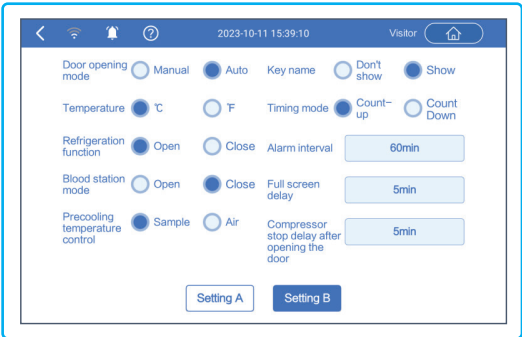 2023-10-11 15:39:10
Visitor
Door opening
mode
Manual
Auto
Key name
Don't
show
Show
Temperature
℃
℉
Timing mode
Count-
up
Count
Down
Refrigeration
function
Open
Close
Alarm interval
60min
Blood station
mode
Open
Close
Full screen
delay
5min
Precooling
temperature
control
Sample
Air
Compressor
stop delay after
opening the
door
5min
Setting A
Setting B